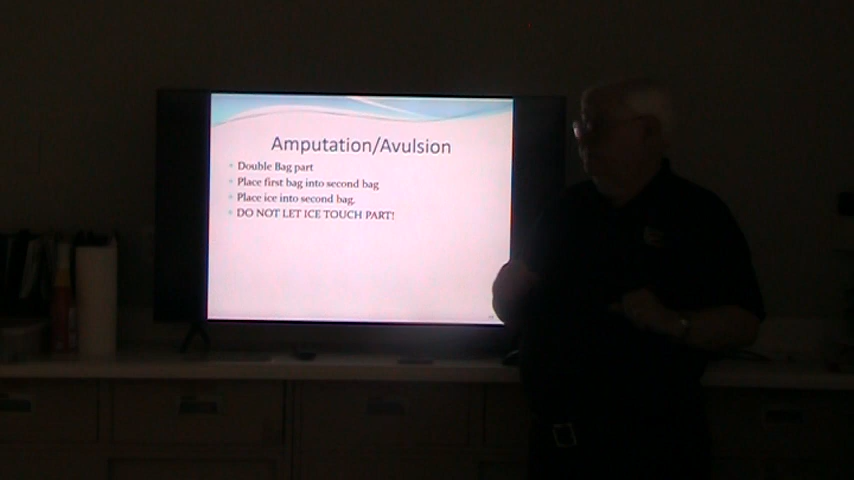 Amputation/Avulsion
Double Bag part
Place first bag into second bag
Place ice into second bag.
DO NOT LET ICE TOUCH PART!